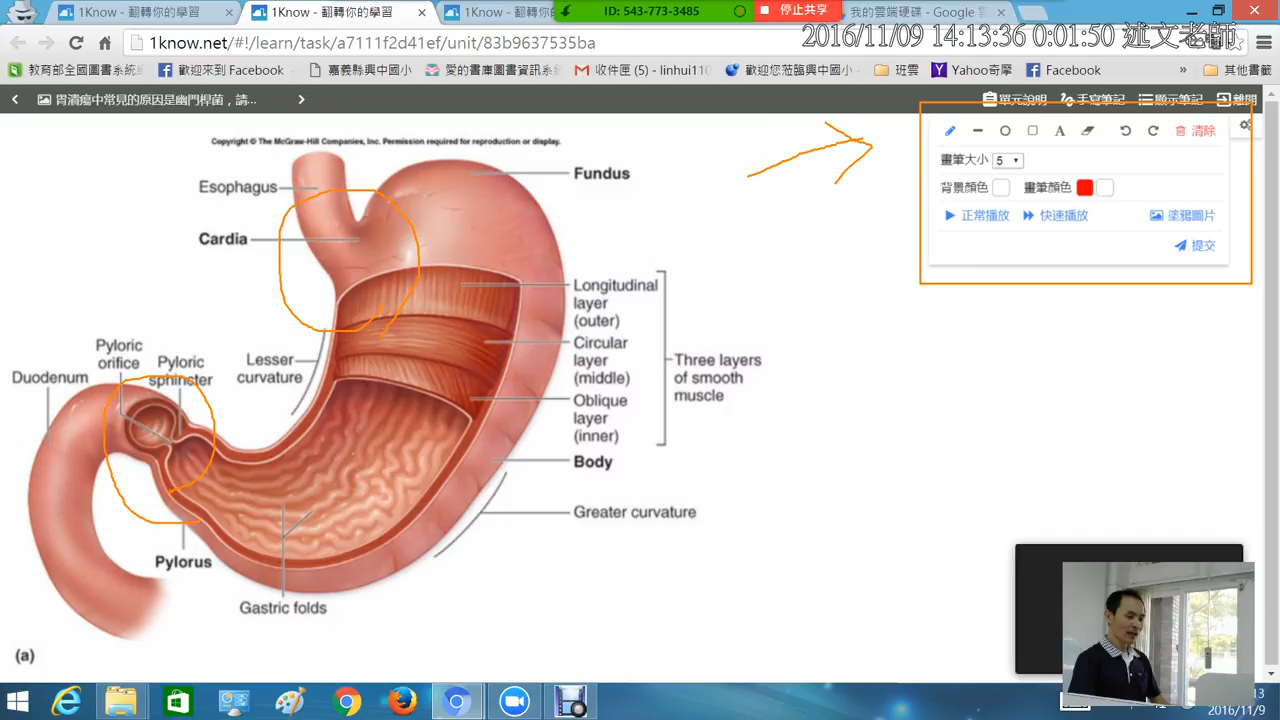 1Know - 翻轉你的學習
1Know - 翻轉你的學習
1Know - 翻轉你的
ID: 543-773-3485
停止共享
我的雲端硬碟 - Google 雲
1know.net/#!/learn/task/a7111f2d41ef/unit/83b9637535ba
2016/11/09 14:13:36 0:01:50 述文老師
教育部全國圖書系統
歡迎來到 Facebook
嘉義縣興中國小
愛的書庫圖書資訊系
收件匣 (5) - linhui110
歡迎您蒞臨興中國小
班雲
Yahoo奇摩
Facebook
»
其他書籤
胃潰瘍中常見的原因是幽門桿菌，請...
單元說明
手寫筆記
顯示筆記
離開
清除
畫筆大小 5
背景顏色
畫筆顏色
正常播放
快速播放
塗鴉圖片
提交
Copyright © The McGraw-Hill Companies, Inc. Permission required for reproduction or display.
Esophagus
Fundus
Cardia
Longitudinal
layer
(outer)
Circular
layer
(middle)
Oblique
layer
(inner)
Three layers
of smooth
muscle
Pyloric
orifice
Pyloric
sphincter
Lesser
curvature
Duodenum
Body
Greater curvature
Pylorus
Gastric folds
(a)
2016/11/9